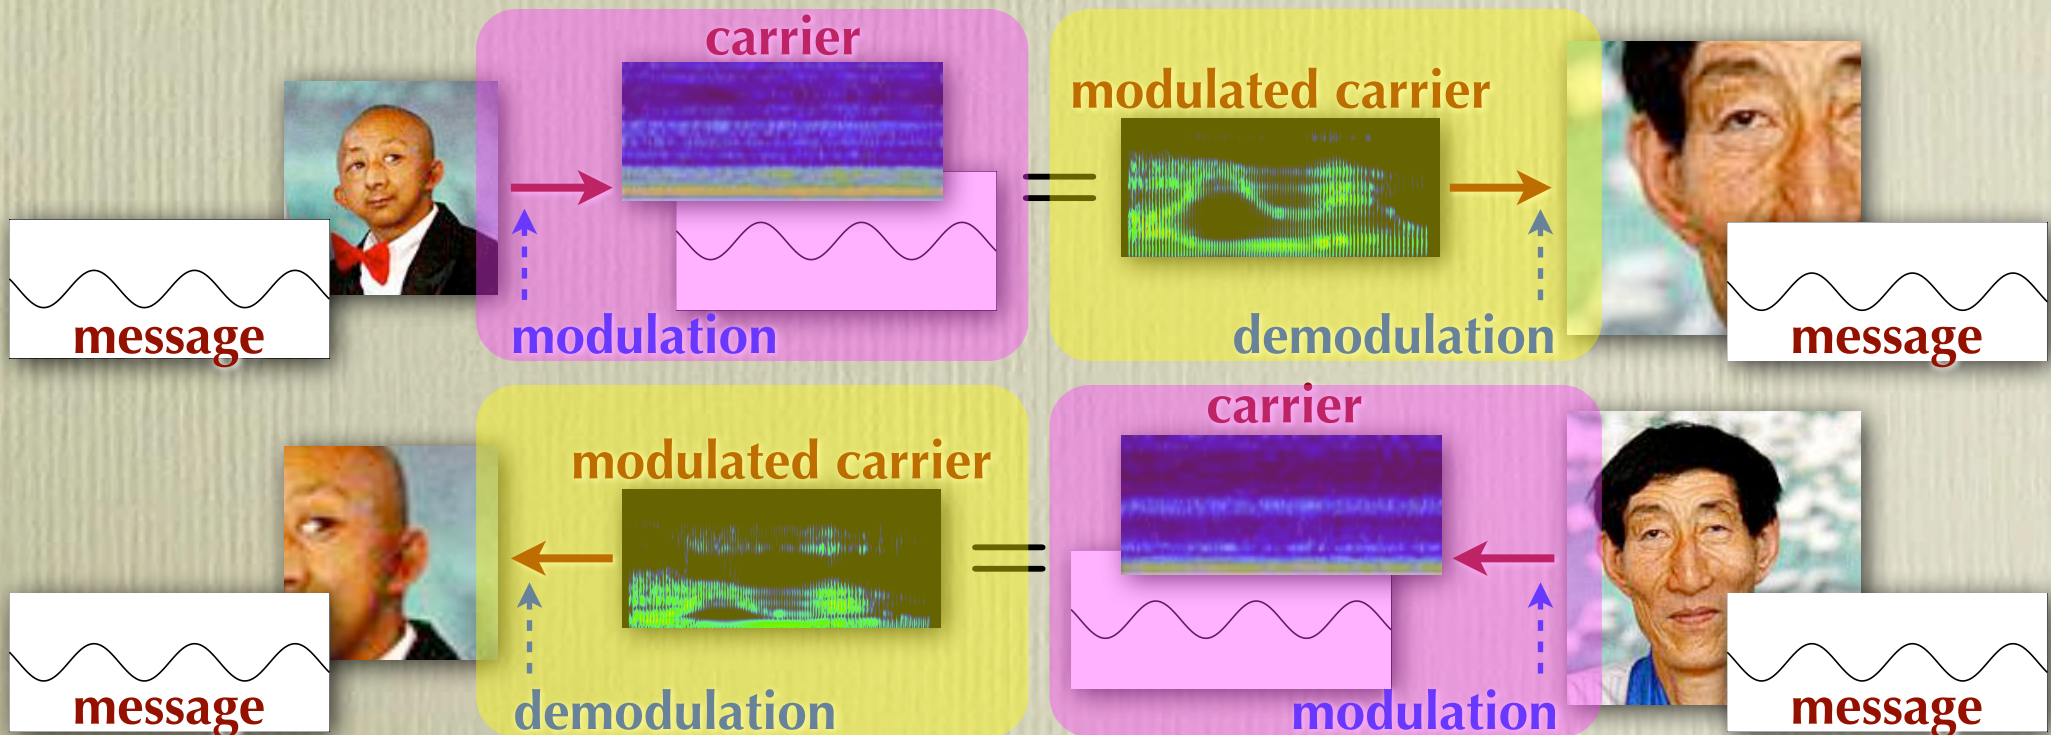 carrier
modulated carrier
message
modulation
demodulation
message
carrier
modulated carrier
message
demodulation
modulation
message